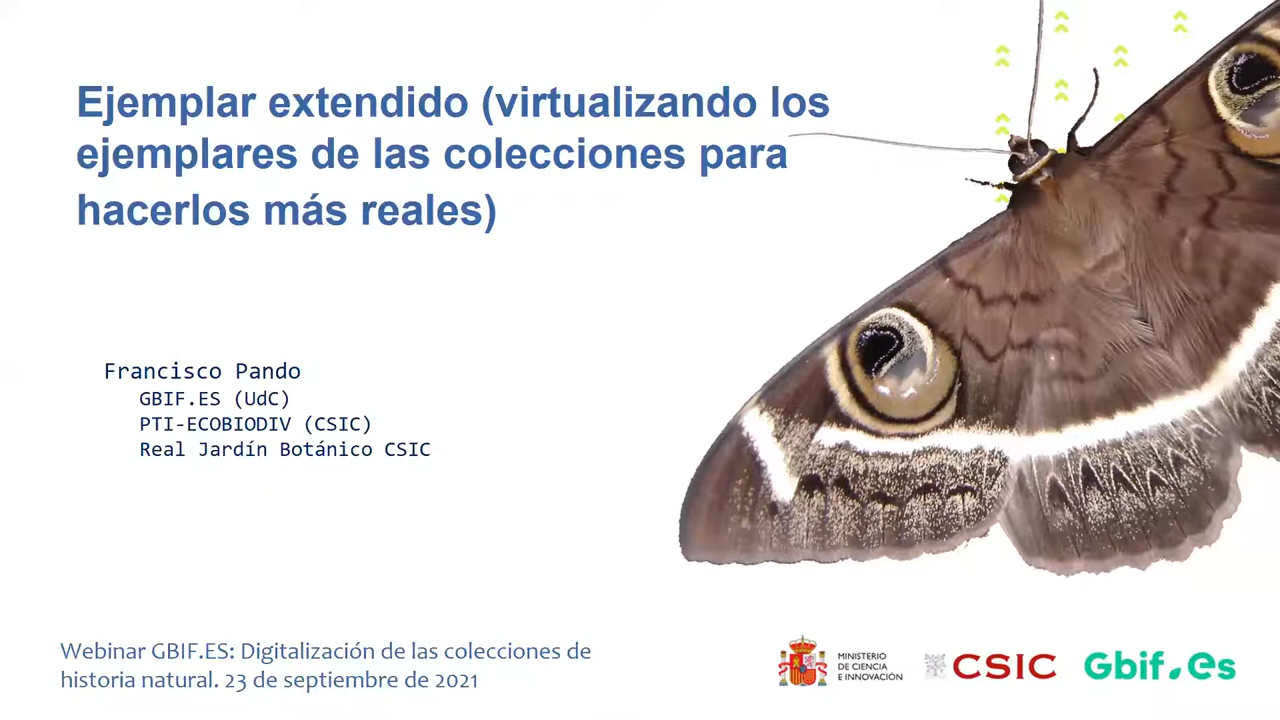 Ejemplar extendido (virtualizando los
ejemplares de las colecciones para
hacerlos más reales)
Francisco Pando
GBIF.ES (UdC)
PTI-ECOBIODIV (CSIC)
Real Jardín Botánico CSIC
Webinar GBIF.ES: Digitalización de las colecciones de
historia natural. 23 de septiembre de 2021
MINISTERIO
DE CIENCIA
E INNOVACIÓN
CSIC
Gbif.es